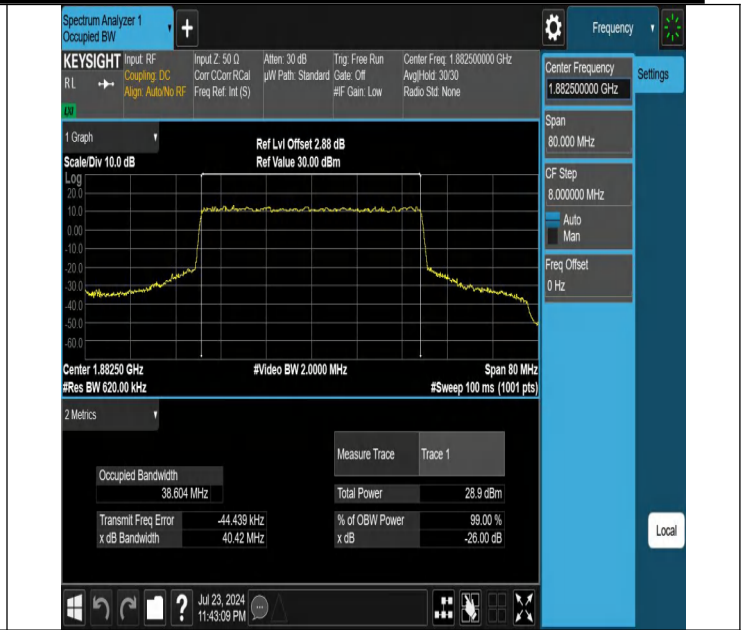 Spectrum Analyzer 1
Occupied BW
+
Frequency
KEYSIGHT
RL
LXI
Input: RF
Coupling: DC
Align: Auto/No RF
Input Z: 50 Ω
Corr CCorr RCal
Freq Ref: Int (S)
Atten: 30 dB
µW Path: Standard
Trig: Free Run
Gate: Off
#IF Gain: Low
Center Freq: 1.882500000 GHz
Avg|Hold: 30/30
Radio Std: None
Center Frequency
1.882500000 GHz
Settings
Span
80.000 MHz
CF Step
8.000000 MHz
Auto
Man
Freq Offset
0 Hz
1 Graph
Scale/Div 10.0 dB
Ref Lvl Offset 2.88 dB
Ref Value 30.00 dBm
Log
20.0
10.0
0.00
-10.0
-20.0
-30.0
-40.0
-50.0
-60.0
Center 1.88250 GHz
#Video BW 2.0000 MHz
Span 80 MHz
#Res BW 620.00 kHz
#Sweep 100 ms (1001 pts)
2 Metrics
Measure Trace Trace 1
Occupied Bandwidth
38.604 MHz
Total Power 28.9 dBm
Transmit Freq Error -44.439 kHz
% of OBW Power 99.00 %
x dB Bandwidth 40.42 MHz
x dB -26.00 dB
Local
?
Jul 23, 2024
11:43:09 PM